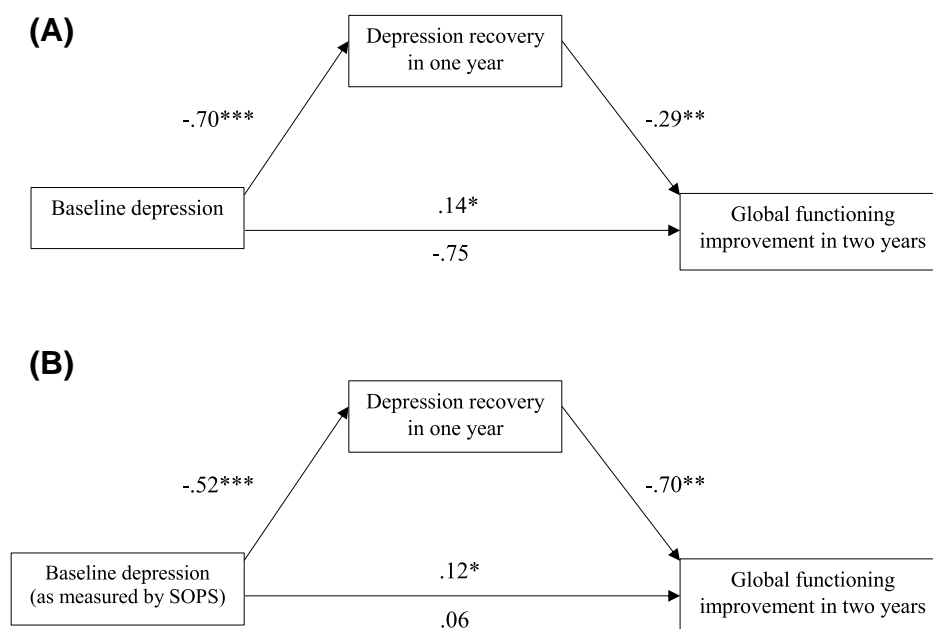 (A)
Depression recovery
in one year
-.70***
-.29**
Baseline depression
.14*
-.75
Global functioning
improvement in two years
(B)
Depression recovery
in one year
-.52***
-.70**
Baseline depression
(as measured by SOPS)
.12*
.06
Global functioning
improvement in two years